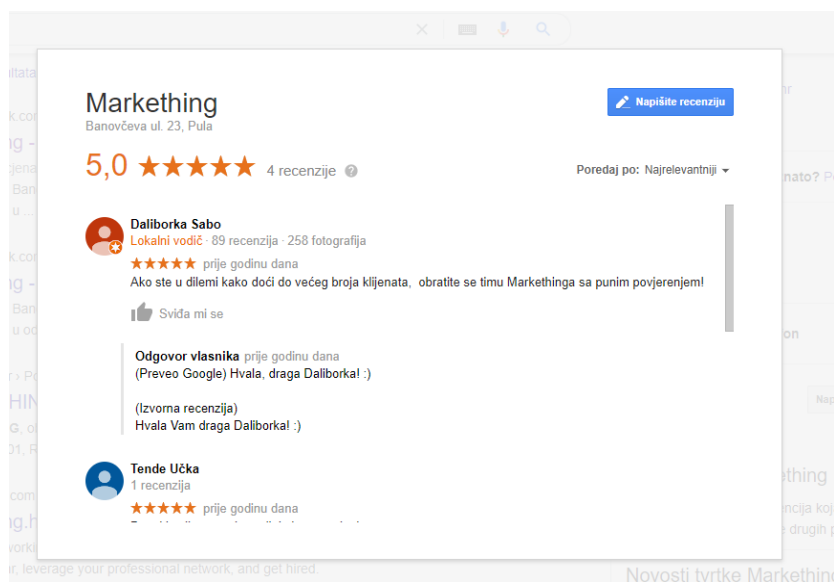 Markething
Banovčeva ul. 23, Pula
Napišite recenziju
5,0 4 recenzije
Poredaj po: Najrelevantniji
Daliborka Sabo
Lokalni vodič · 89 recenzija · 258 fotografija
prije godinu dana
Ako ste u dilemi kako doći do većeg broja klijenata, obratite se timu Markethinga sa punim povjerenjem!
Sviđa mi se
Odgovor vlasnika prije godinu dana
(Preveo Google) Hvala, draga Daliborka! :)
(Izvorna recenzija)
Hvala Vam draga Daliborka! :)
Tende Učka
1 recenzija
prije godinu dana
leverage your professional network, and get hired.
Novosti tvrtke Markething